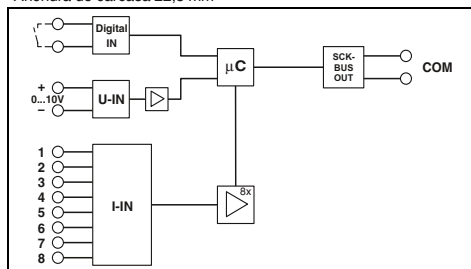 Digital
IN
+
0...10V
−
U-IN
µC
SCK-
BUS
OUT
COM
1
2
3
4
5
6
7
8
I-IN
8x